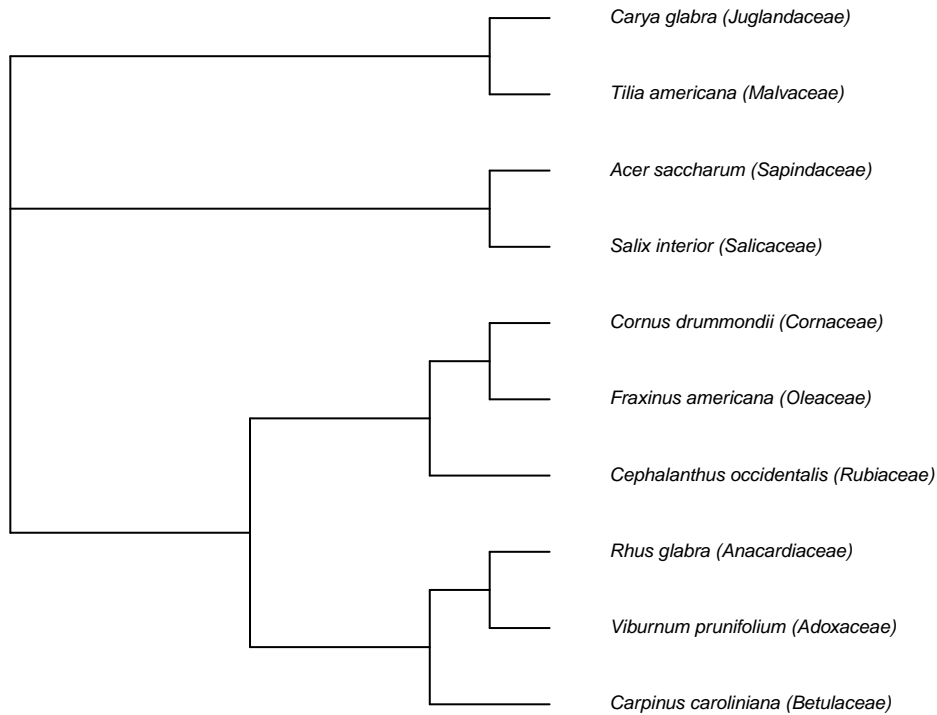 Carya glabra (Juglandaceae)
Tilia americana (Malvaceae)
Acer saccharum (Sapindaceae)
Salix interior (Salicaceae)
Cornus drummondii (Cornaceae)
Fraxinus americana (Oleaceae)
Cephalanthus occidentalis (Rubiaceae)
Rhus glabra (Anacardiaceae)
Viburnum prunifolium (Adoxaceae)
Carpinus caroliniana (Betulaceae)